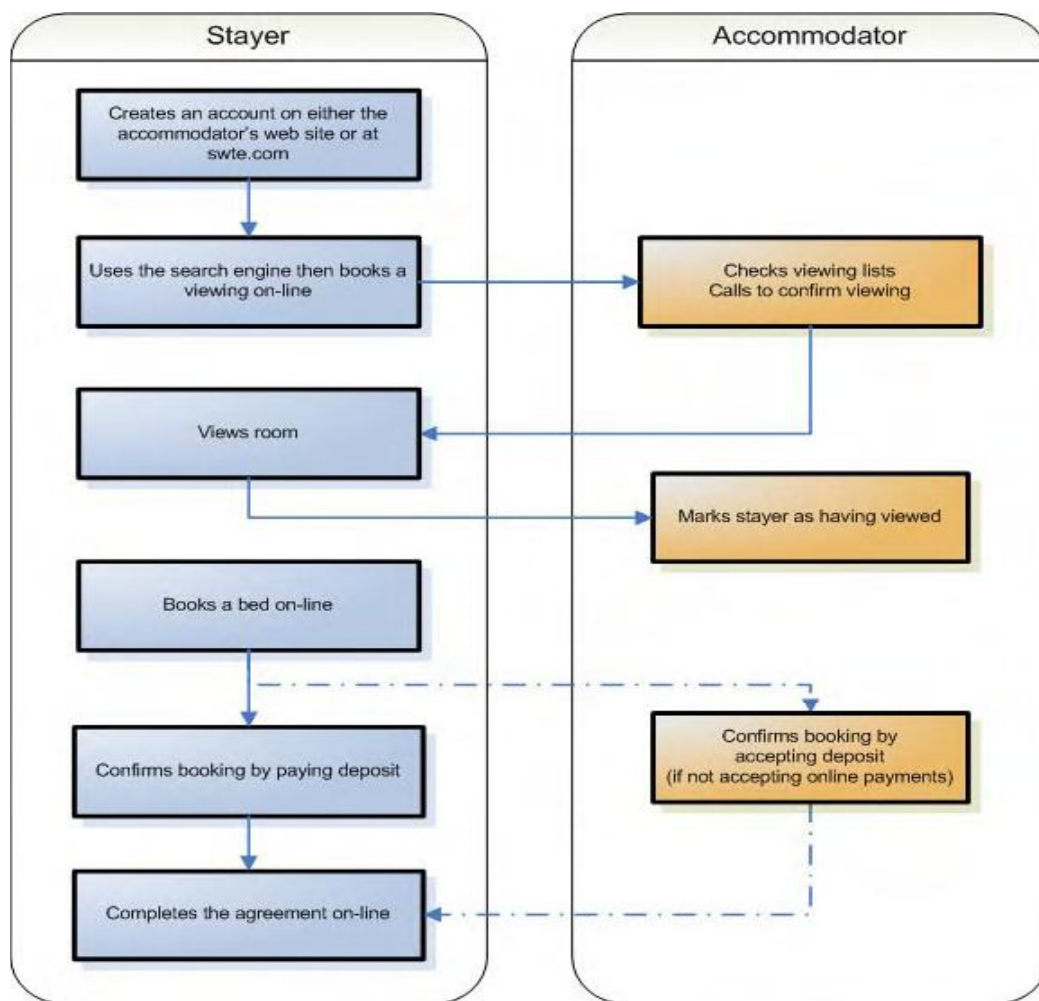 Stayer
Accommodator
Creates an account on either the
accommodator's web site or at
swte.com
Uses the search engine then books a
viewing on-line
Checks viewing lists
Calls to confirm viewing
Views room
Marks stayer as having viewed
Books a bed on-line
Confirms booking by paying deposit
Confirms booking by
accepting deposit
(if not accepting online payments)
Completes the agreement on-line